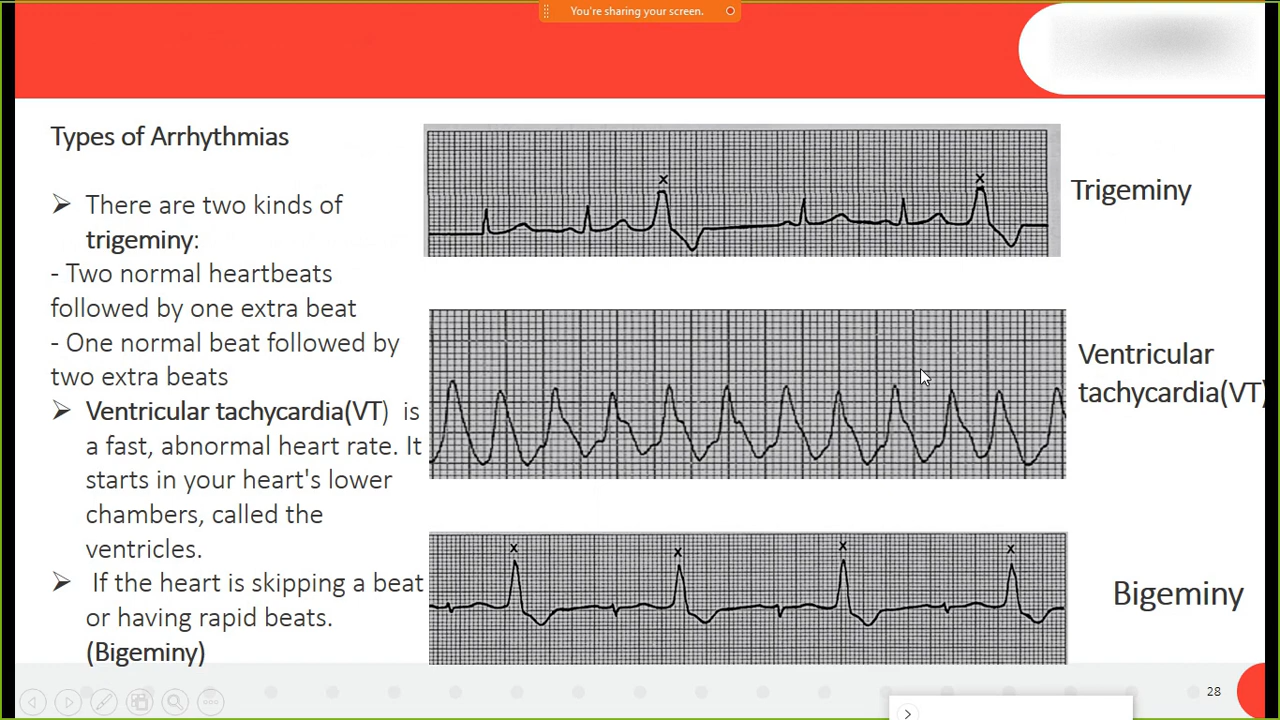 You're sharing your screen.
Types of Arrhythmias
➢ There are two kinds of
trigeminy:
- Two normal heartbeats
followed by one extra beat
- One normal beat followed by
two extra beats
➢ Ventricular tachycardia(VT) is
a fast, abnormal heart rate. It
starts in your heart's lower
chambers, called the
ventricles.
➢ If the heart is skipping a beat
or having rapid beats.
(Bigeminy)
x x
Trigeminy
Ventricular
tachycardia(VT)
x x x x
Bigeminy
28